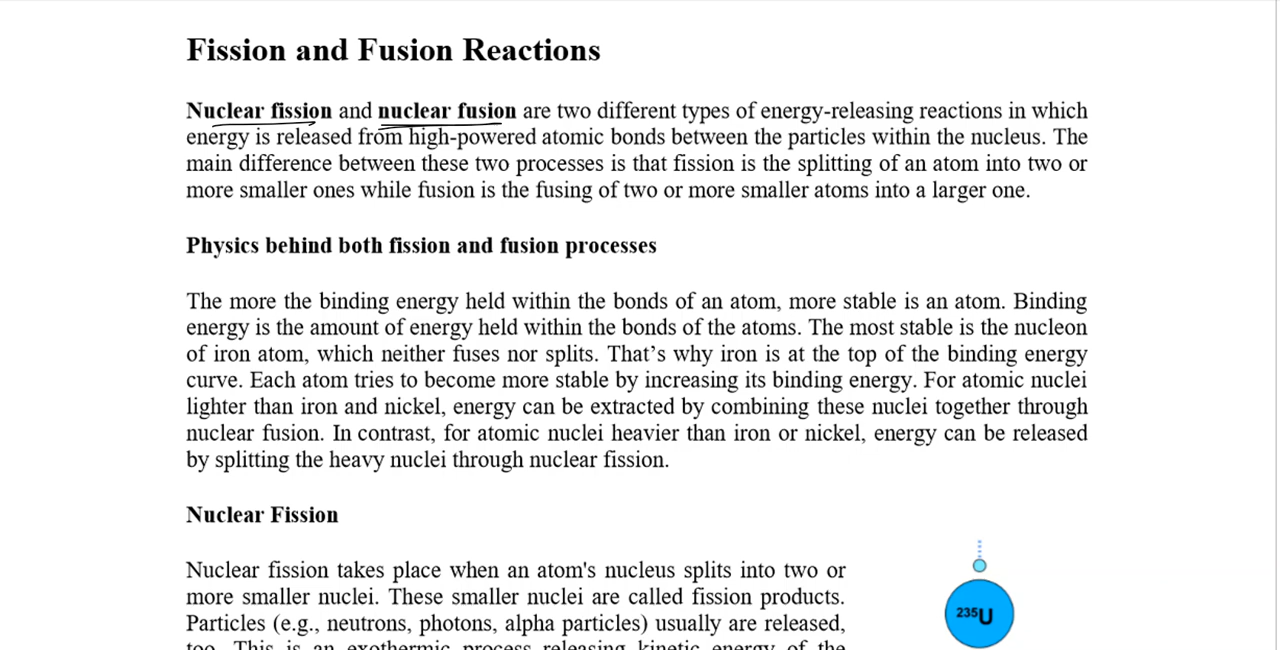 Fission and Fusion Reactions
Nuclear fission and nuclear fusion are two different types of energy-releasing reactions in which
energy is released from high-powered atomic bonds between the particles within the nucleus. The
main difference between these two processes is that fission is the splitting of an atom into two or
more smaller ones while fusion is the fusing of two or more smaller atoms into a larger one.
Physics behind both fission and fusion processes
The more the binding energy held within the bonds of an atom, more stable is an atom. Binding
energy is the amount of energy held within the bonds of the atoms. The most stable is the nucleon
of iron atom, which neither fuses nor splits. That’s why iron is at the top of the binding energy
curve. Each atom tries to become more stable by increasing its binding energy. For atomic nuclei
lighter than iron and nickel, energy can be extracted by combining these nuclei together through
nuclear fusion. In contrast, for atomic nuclei heavier than iron or nickel, energy can be released
by splitting the heavy nuclei through nuclear fission.
Nuclear Fission
Nuclear fission takes place when an atom's nucleus splits into two or
more smaller nuclei. These smaller nuclei are called fission products.
Particles (e.g., neutrons, photons, alpha particles) usually are released,
too. This is an exothermic process releasing kinetic energy of the
²³⁵U